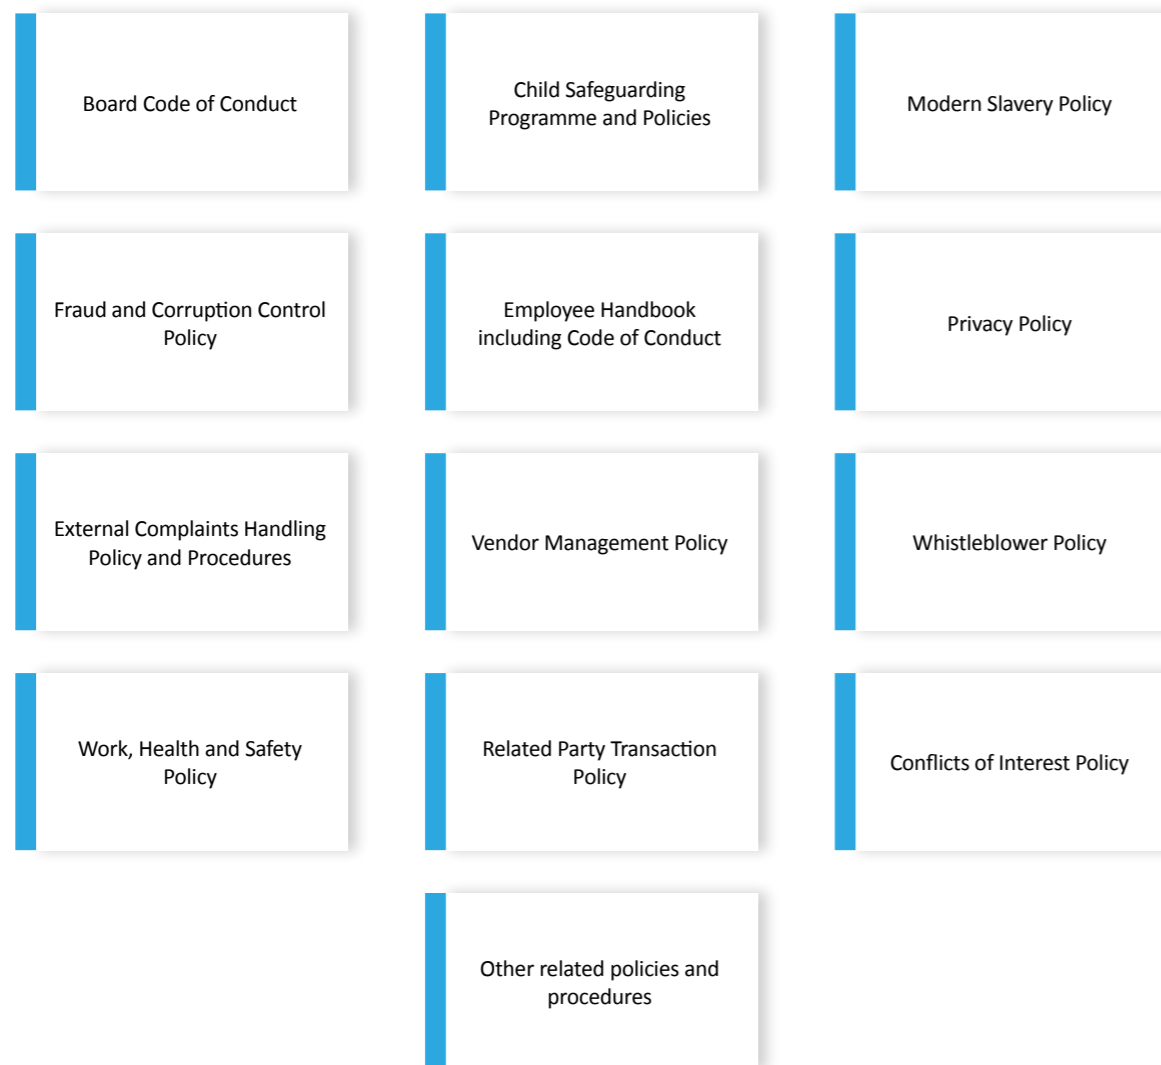 Board Code of Conduct
Child Safeguarding
Programme and Policies
Modern Slavery Policy
Fraud and Corruption Control
Policy
Employee Handbook
including Code of Conduct
Privacy Policy
External Complaints Handling
Policy and Procedures
Vendor Management Policy
Whistleblower Policy
Work, Health and Safety
Policy
Related Party Transaction
Policy
Conflicts of Interest Policy
Other related policies and
procedures